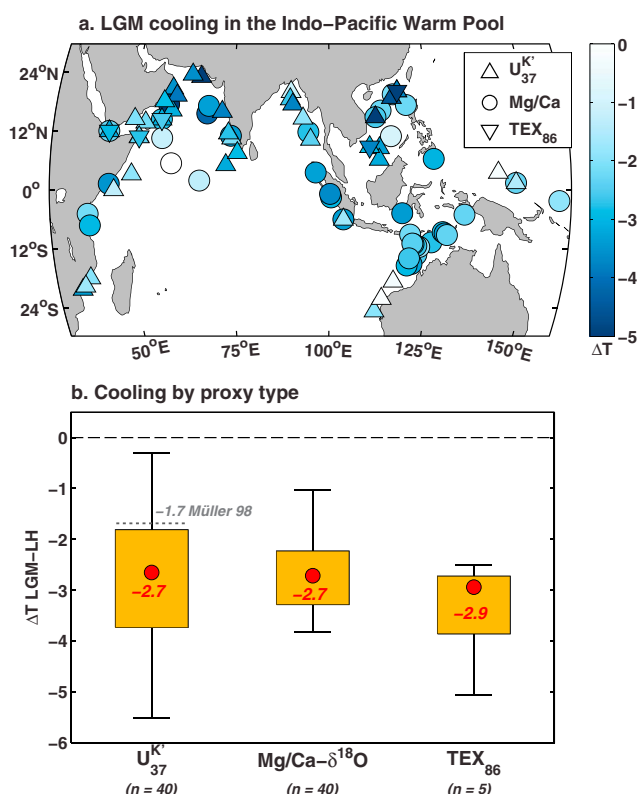 a. LGM cooling in the Indo−Pacific Warm Pool
24°N
12°N
0°
12°S
24°S
50°E
75°E
100°E
125°E
150°E
U37K'
Mg/Ca
TEX86
0
−1
−2
−3
−4
−5
ΔT
b. Cooling by proxy type
ΔT LGM−LH
0
−1
−2
−3
−4
−5
−6
−1.7 Müller 98
−2.7
−2.7
−2.9
U37K'
Mg/Ca−δ18O
TEX86
(n = 40)
(n = 40)
(n = 5)